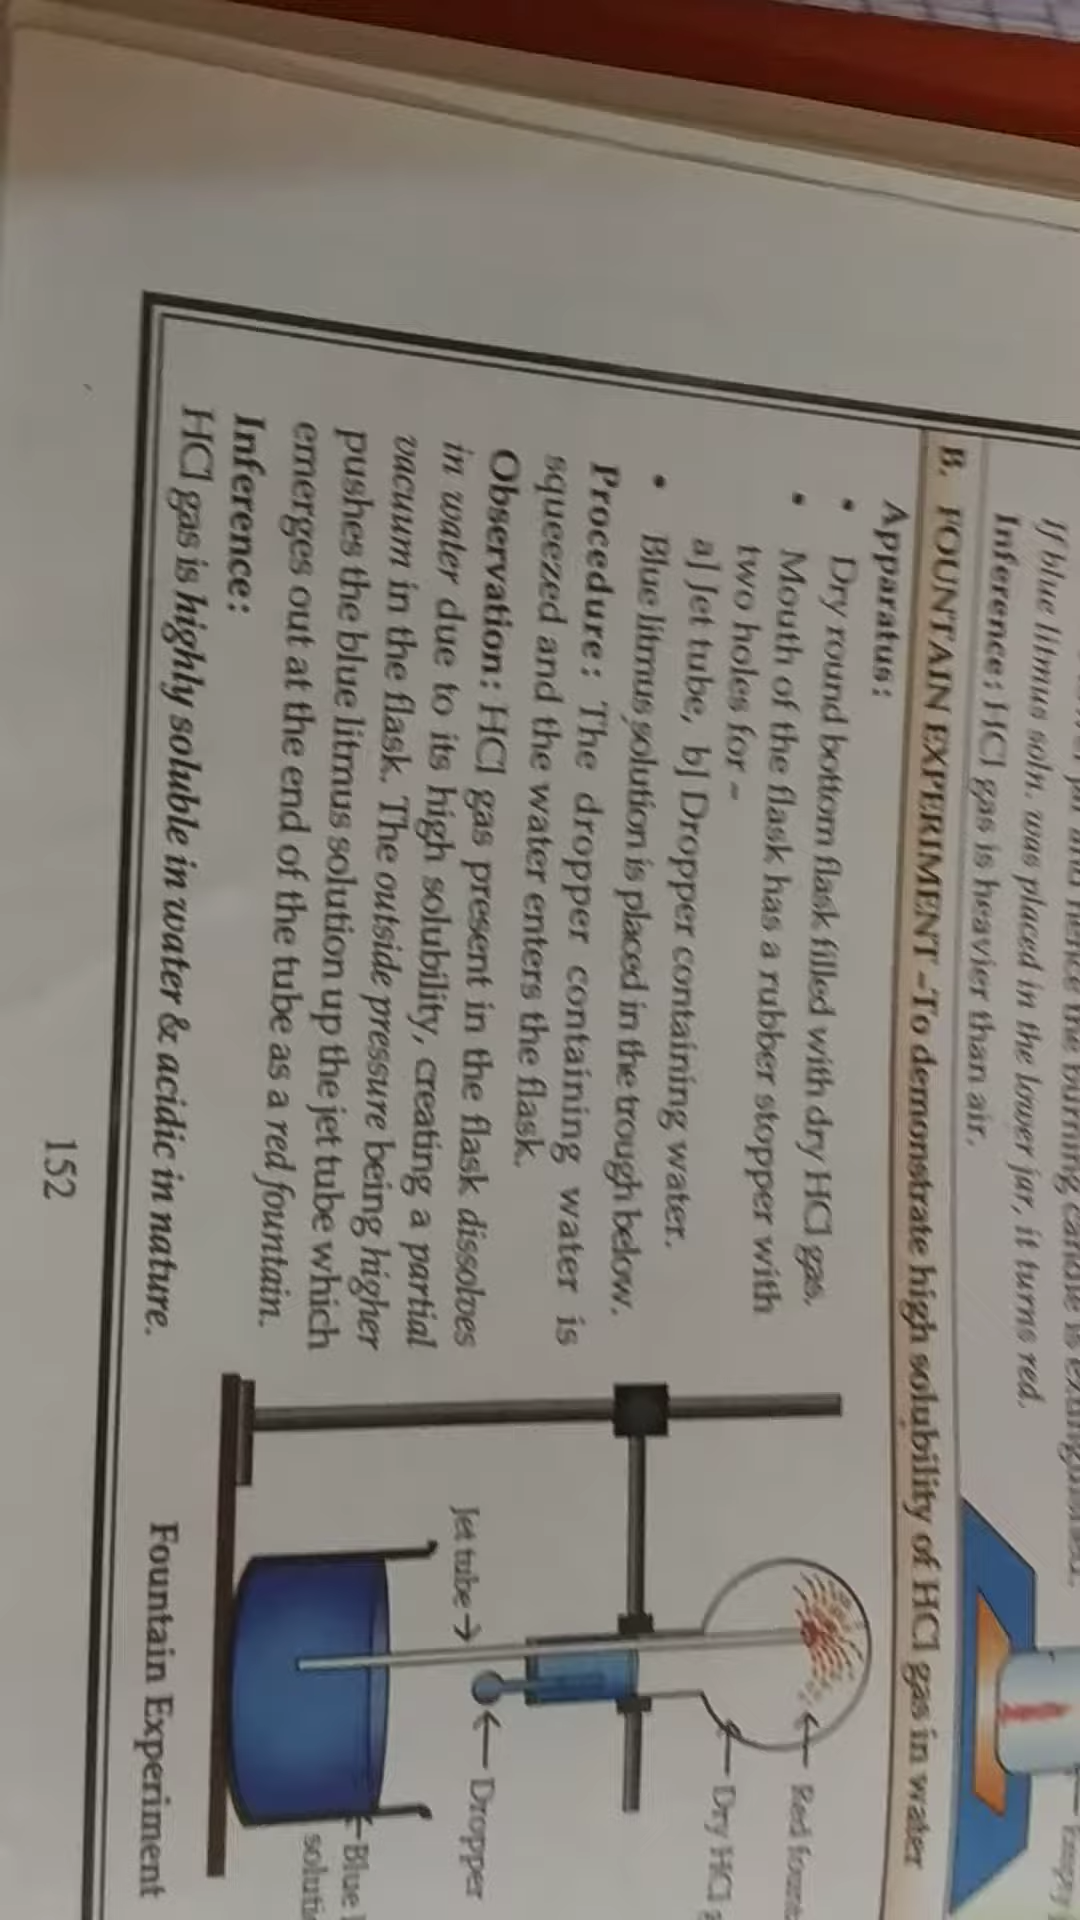 hence the burning candle is
If blue litmus soln. was placed in the lower jar, it turns red.
Inference : HCl gas is heavier than air.
B. FOUNTAIN EXPERIMENT - To demonstrate high solubility of HCl gas in water
Apparatus :
• Dry round bottom flask filled with dry HCl gas.
• Mouth of the flask has a rubber stopper with
two holes for -
a] Jet tube, b] Dropper containing water.
• Blue litmus solution is placed in the trough below.
Procedure : The dropper containing water is
squeezed and the water enters the flask.
Observation : HCl gas present in the flask dissolves
in water due to its high solubility, creating a partial
vacuum in the flask. The outside pressure being higher
pushes the blue litmus solution up the jet tube which
emerges out at the end of the tube as a red fountain.
Inference :
HCl gas is highly soluble in water & acidic in nature.
Red
Dry HCl
Dropper
Jet tube
Blue
Fountain Experiment
152